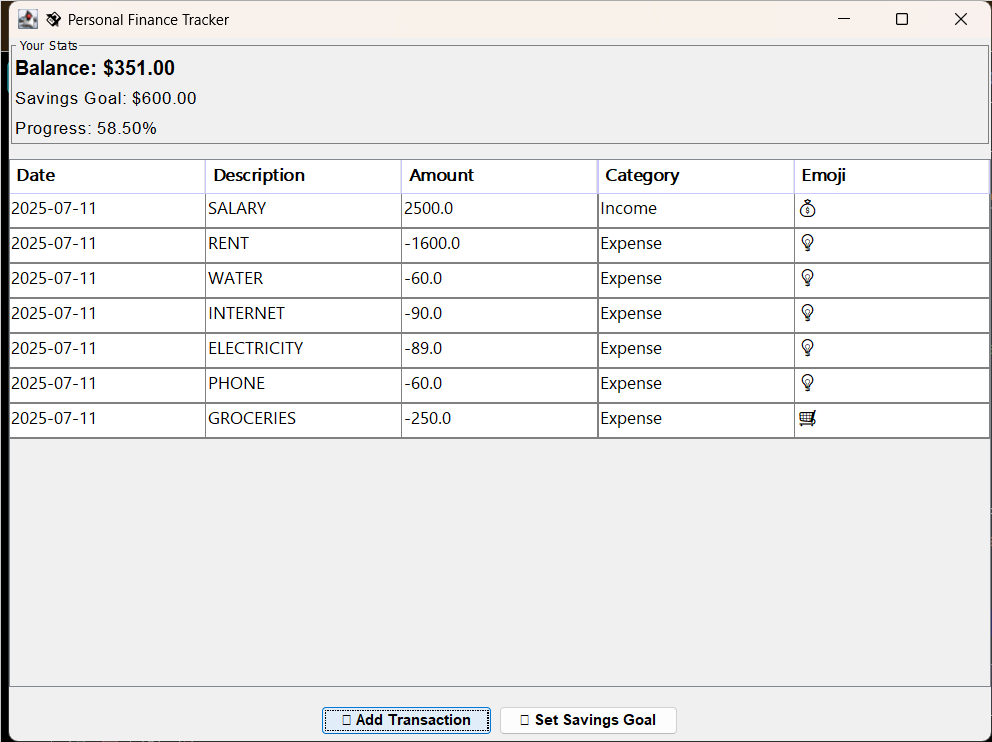 Personal Finance Tracker
Your Stats
Balance: $351.00
Savings Goal: $600.00
Progress: 58.50%
Date Description Amount Category Emoji
2025-07-11 SALARY 2500.0 Income 💰
2025-07-11 RENT -1600.0 Expense 💡
2025-07-11 WATER -60.0 Expense 💡
2025-07-11 INTERNET -90.0 Expense 💡
2025-07-11 ELECTRICITY -89.0 Expense 💡
2025-07-11 PHONE -60.0 Expense 💡
2025-07-11 GROCERIES -250.0 Expense 🛒
Add Transaction Set Savings Goal